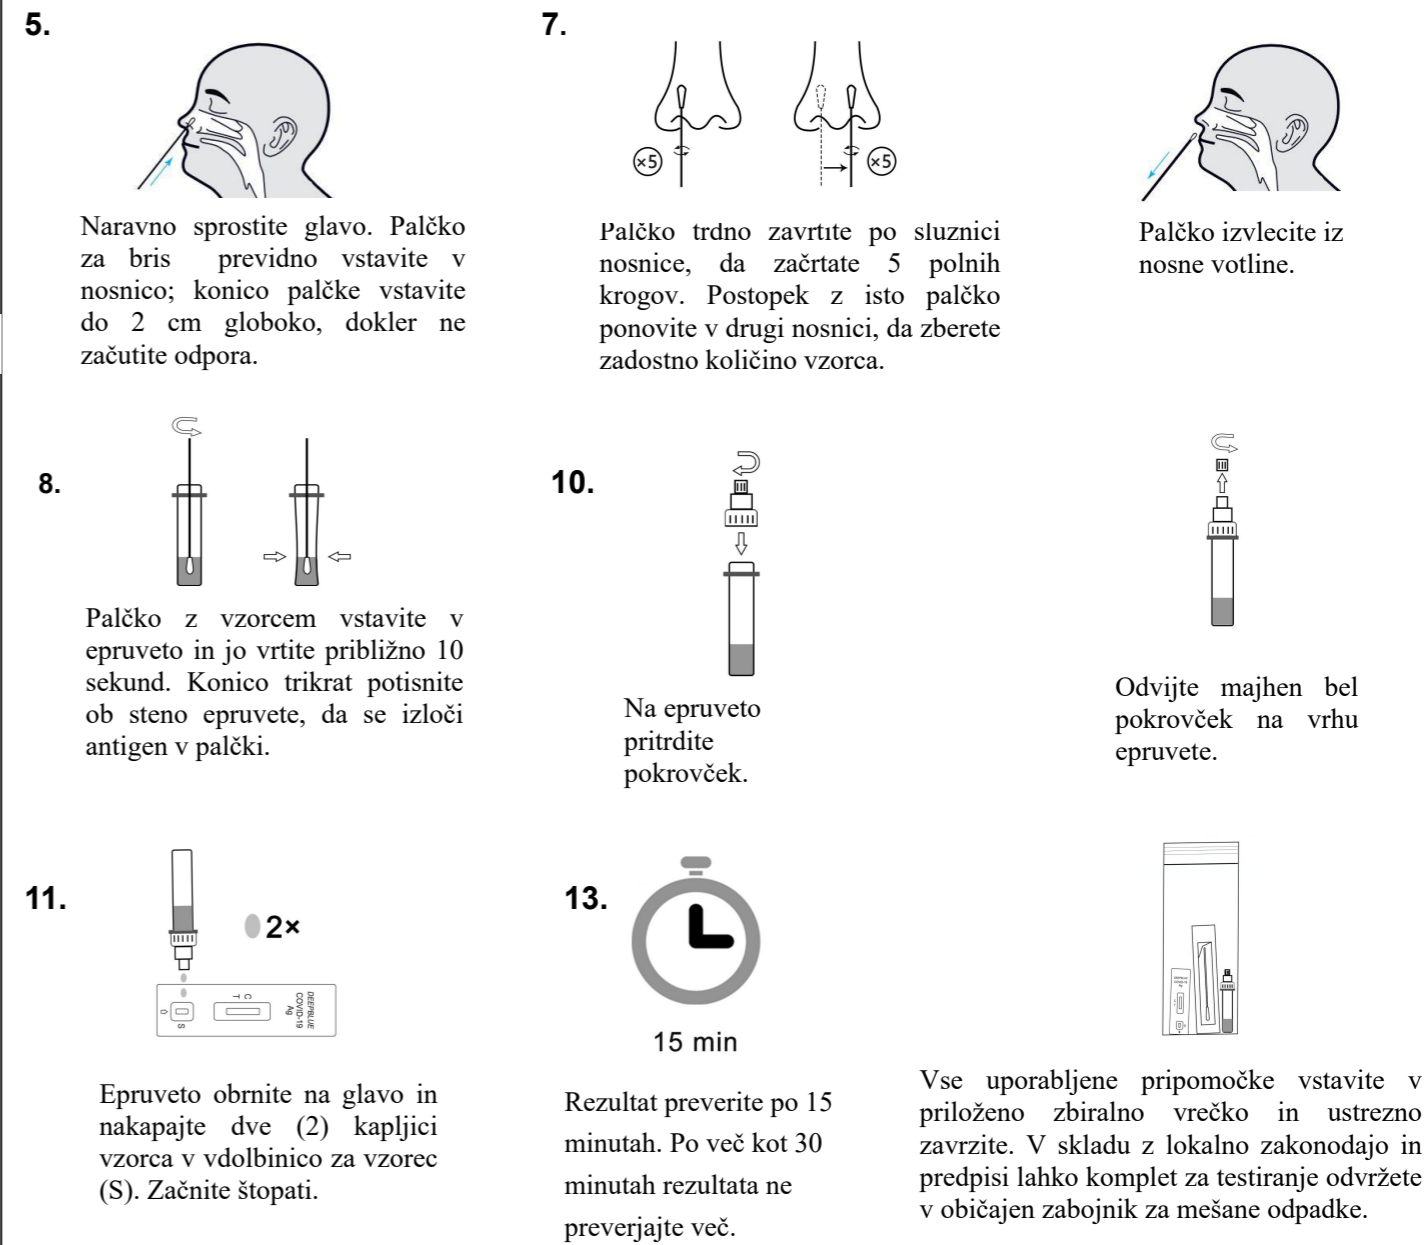 5.
Naravno sprostite glavo. Palčko
za bris previdno vstavite v
nosnico; konico palčke vstavite
do 2 cm globoko, dokler ne
začutite odpora.
7.
×5
×5
Palčko trdno zavrtite po sluznici
nosnice, da začrtate 5 polnih
krogov. Postopek z isto palčko
ponovite v drugi nosnici, da zberete
zadostno količino vzorca.
Palčko izvlecite iz
nosne votline.
8.
Palčko z vzorcem vstavite v
epruveto in jo vrtite približno 10
sekund. Konico trikrat potisnite
ob steno epruvete, da se izloči
antigen v palčki.
10.
Na epruveto
pritrdite
pokrovček.
Odvijte majhen bel
pokrovček na vrhu
epruvete.
11.
2×
DEEPBLUE
COVID-19
Ag
C
T
S
Epruveto obrnite na glavo in
nakapajte dve (2) kapljici
vzorca v vdolbinico za vzorec
(S). Začnite štopati.
13.
15 min
Rezultat preverite po 15
minutah. Po več kot 30
minutah rezultata ne
preverjajte več.
Vse uporabljene pripomočke vstavite v
priloženo zbiralno vrečko in ustrezno
zavrzite. V skladu z lokalno zakonodajo in
predpisi lahko komplet za testiranje odvržete
v običajen zabojnik za mešane odpadke.